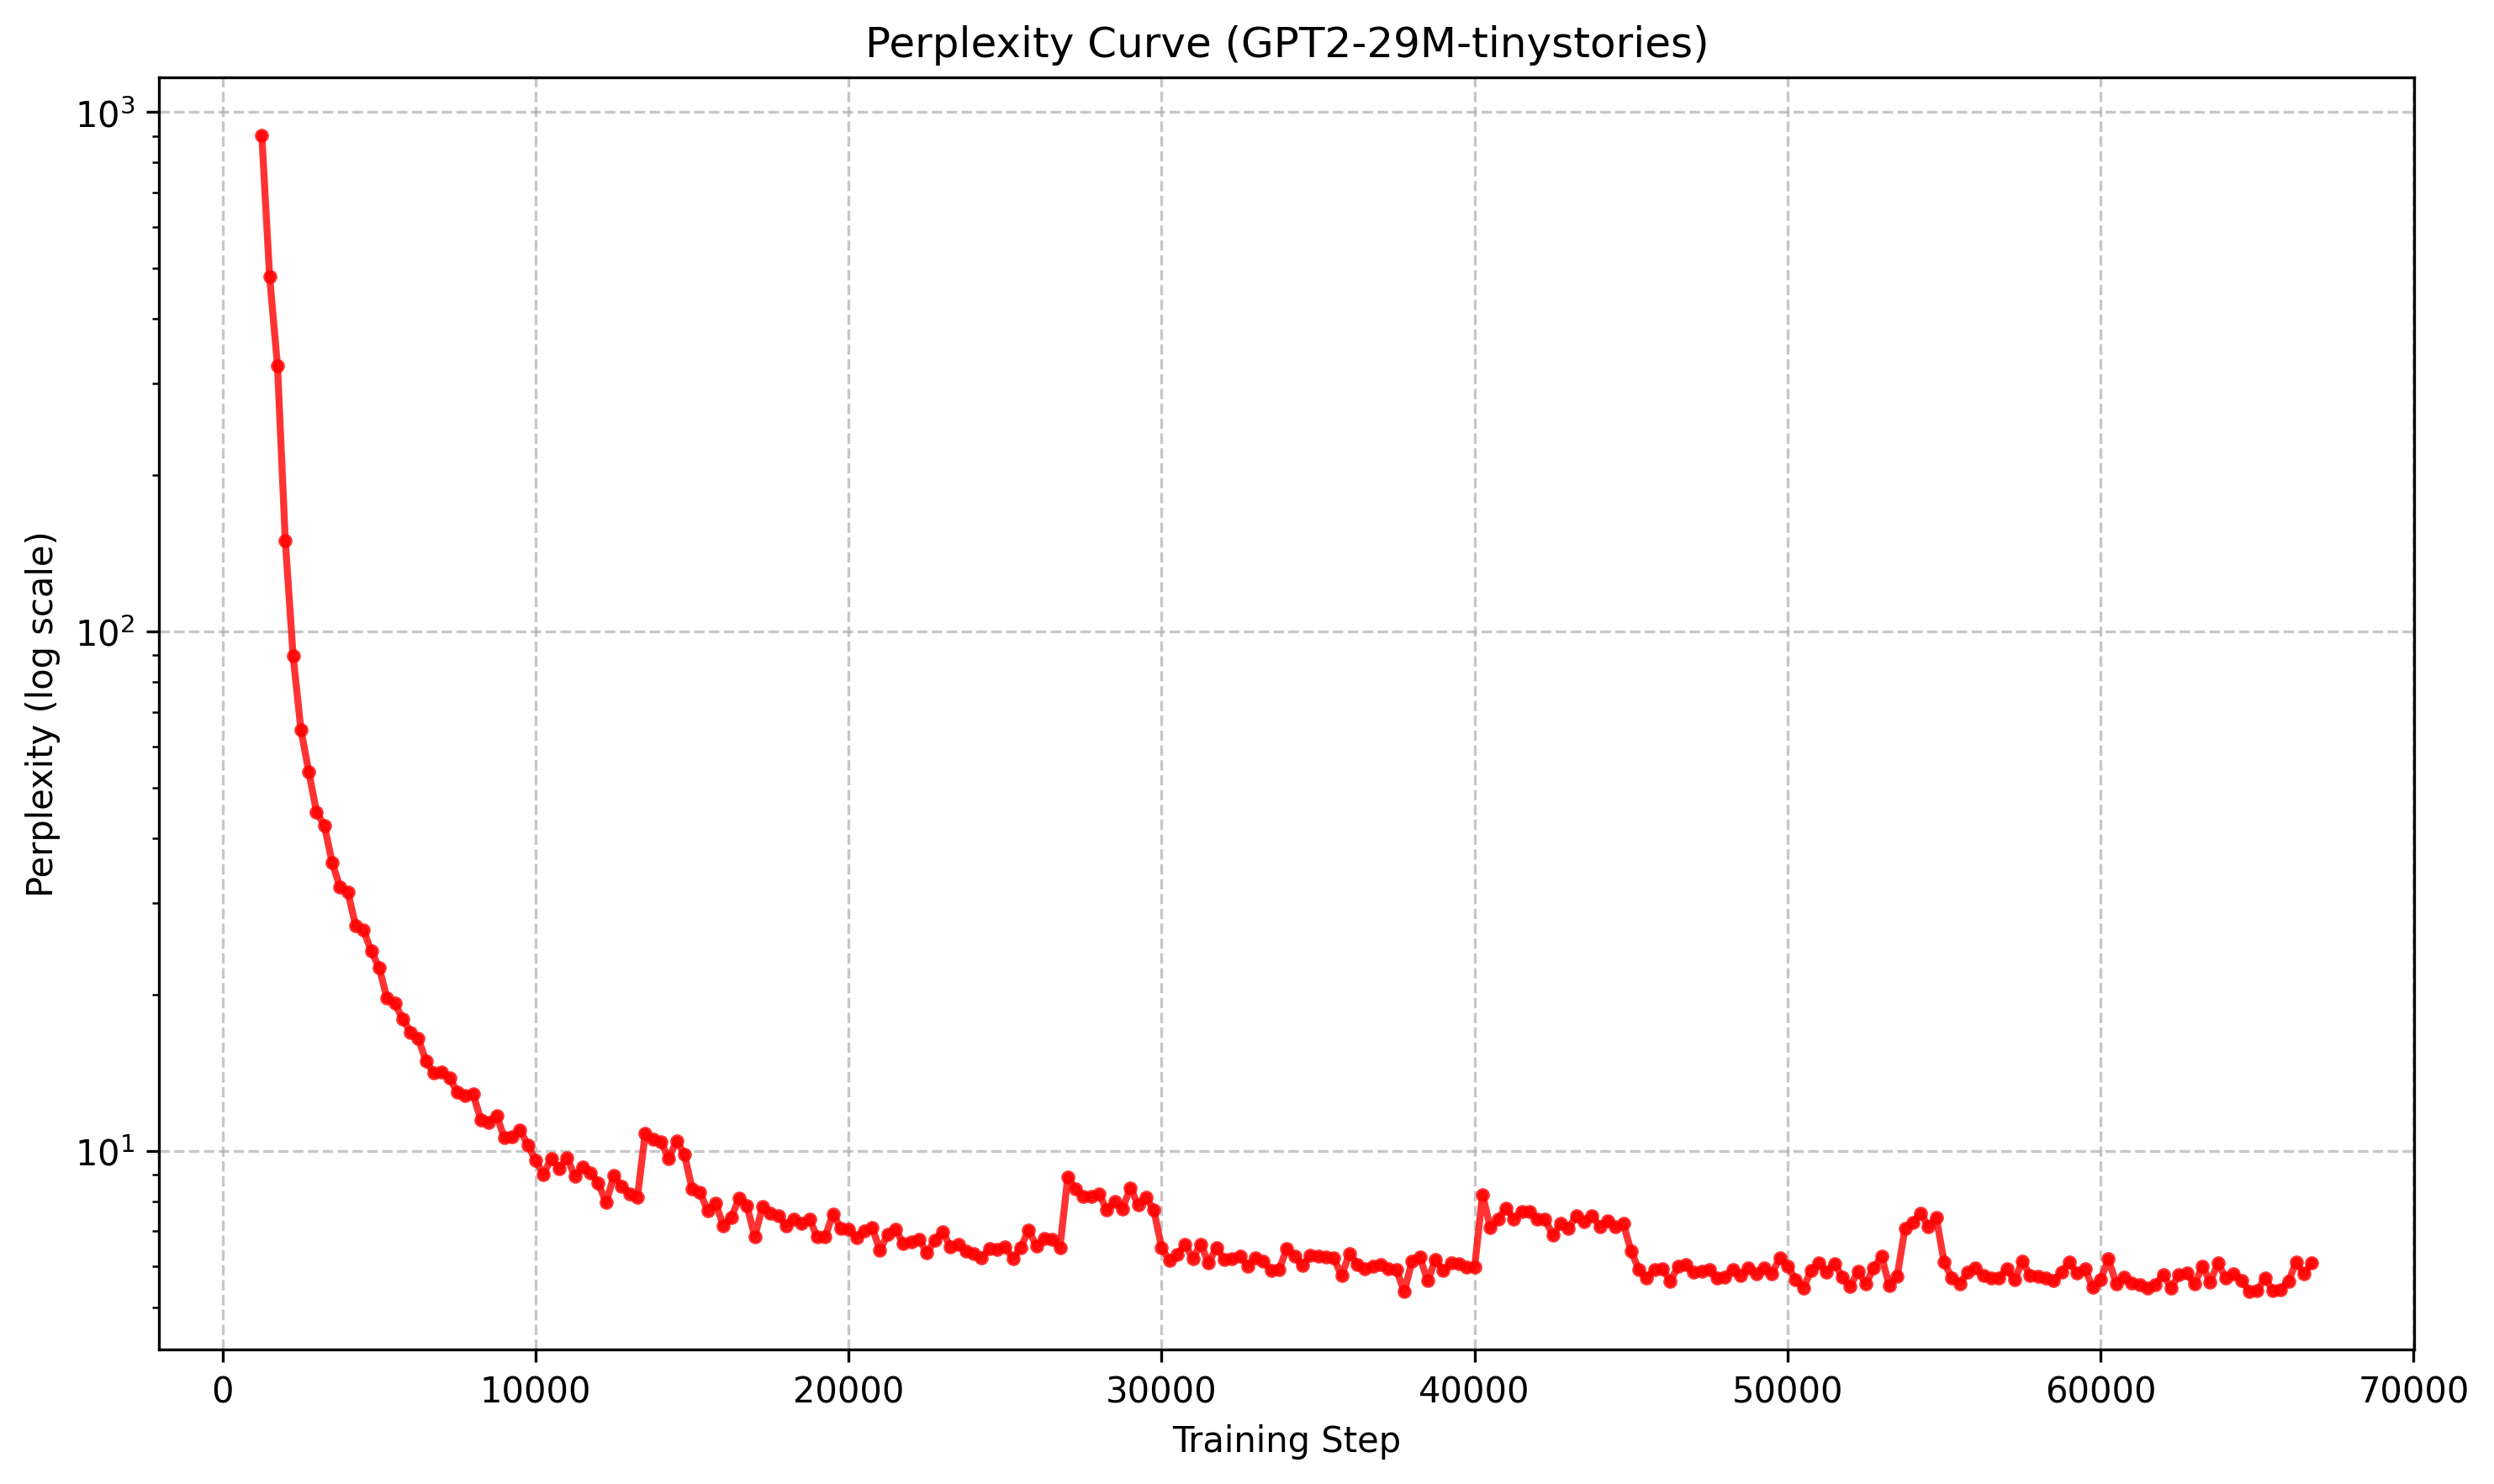 Perplexity Curve (GPT2-29M-tinystories)
Perplexity (log scale)
10³
10²
10¹
0 10000 20000 30000 40000 50000 60000 70000
Training Step